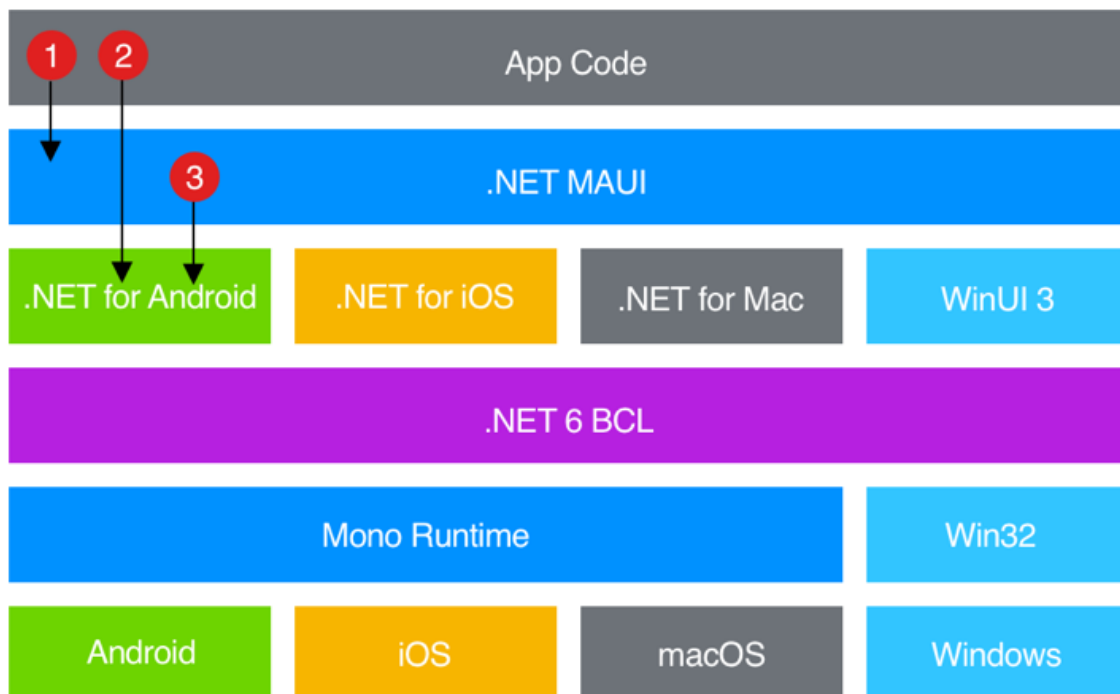 1 2
App Code
3
.NET MAUI
.NET for Android
.NET for iOS
.NET for Mac
WinUI 3
.NET 6 BCL
Mono Runtime
Win32
Android
iOS
macOS
Windows